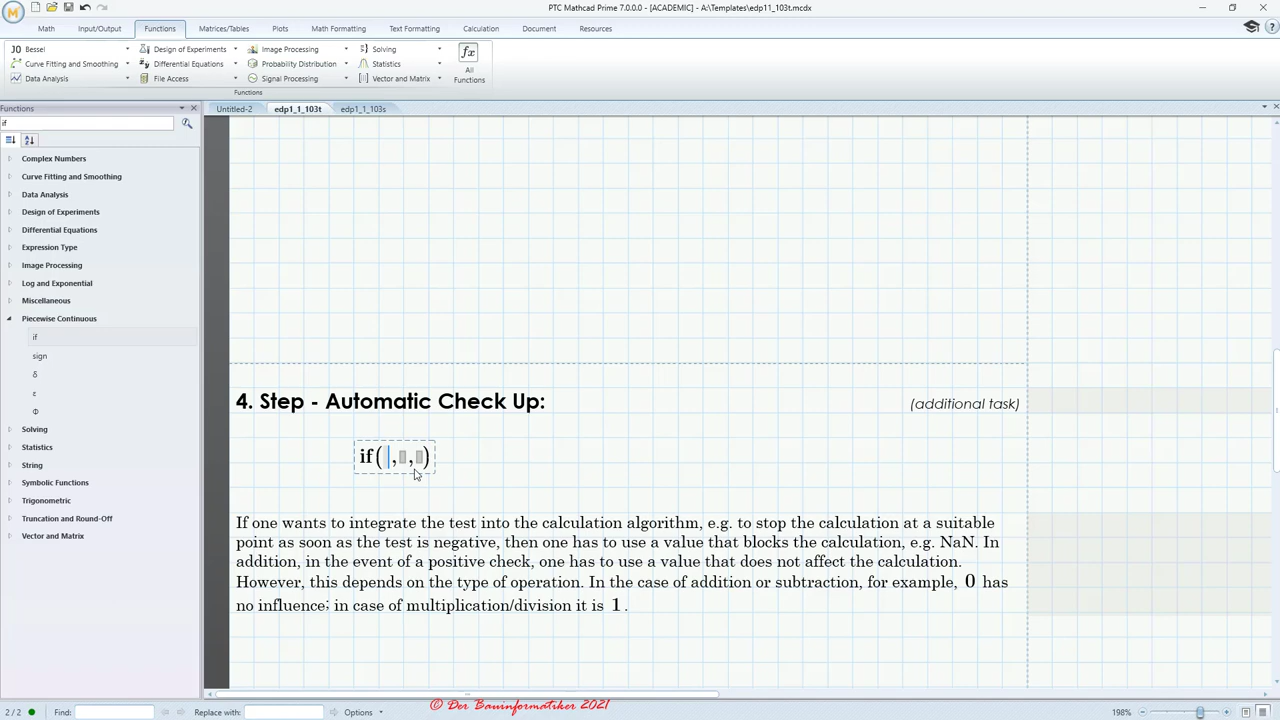 PTC Mathcad Prime 7.0.0.0 - [ACADEMIC] - A:\Templates\edp11_103t.mcdx
Math Input/Output Functions Matrices/Tables Plots Math Formatting Text Formatting Calculation Document Resources
Bessel Design of Experiments Image Processing Solving
Curve Fitting and Smoothing Differential Equations Probability Distribution Statistics
Data Analysis File Access Signal Processing Vector and Matrix
fx
All
Functions
Functions
Functions
Untitled-2 edp1_1_103t edp1_1_103s
if
Complex Numbers
Curve Fitting and Smoothing
Data Analysis
Design of Experiments
Differential Equations
Expression Type
Image Processing
Log and Exponential
Miscellaneous
Piecewise Continuous
if
sign
δ
ε
Φ
Solving
Statistics
String
Symbolic Functions
Trigonometric
Truncation and Round-Off
Vector and Matrix
4. Step - Automatic Check Up: (additional task)
if( , , )
If one wants to integrate the test into the calculation algorithm, e.g. to stop the calculation at a suitable
point as soon as the test is negative, then one has to use a value that blocks the calculation, e.g. NaN. In
addition, in the event of a positive check, one has to use a value that does not affect the calculation.
However, this depends on the type of operation. In the case of addition or subtraction, for example, 0 has
no influence; in case of multiplication/division it is 1 .
2 / 2 Find: Replace with: Options 198%
© Der Bauinformatiker 2021